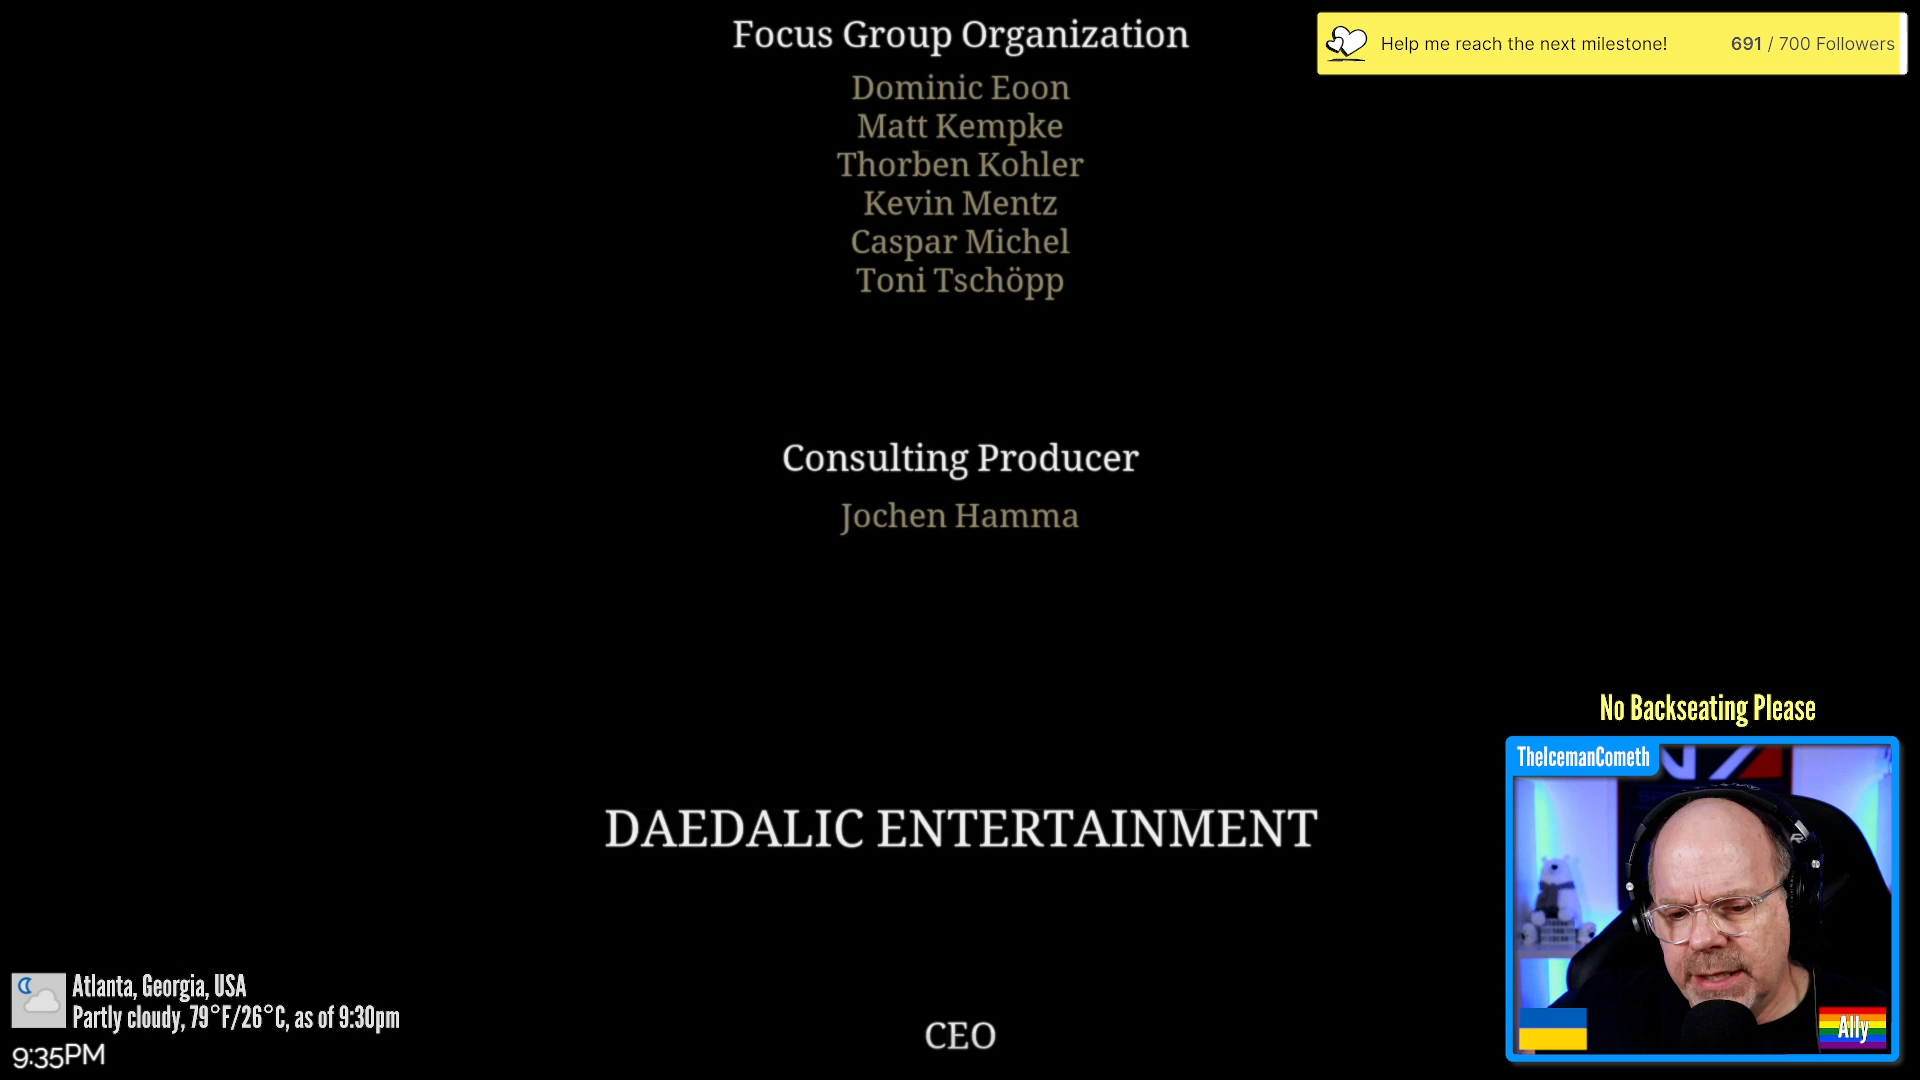 Focus Group Organization
Dominic Eoon
Matt Kempke
Thorben Kohler
Kevin Mentz
Caspar Michel
Toni Tschöpp
Consulting Producer
Jochen Hamma
DAEDALIC ENTERTAINMENT
CEO
Help me reach the next milestone!
691 / 700 Followers
No Backseating Please
TheIcemanCometh
Ally
Atlanta, Georgia, USA
Partly cloudy, 79°F/26°C, as of 9:30pm
9:35PM